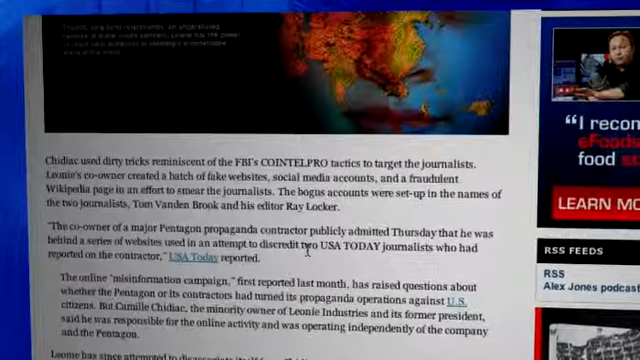 Chidiac used dirty tricks reminiscent of the FBI's COINTELPRO tactics to target the journalists.
Leonie's co-owner created a batch of fake websites, social media accounts, and a fraudulent
Wikipedia page in an effort to smear the journalists. The bogus accounts were set-up in the names of
the two journalists, Tom Vanden Brook and his editor Ray Locker.
"The co-owner of a major Pentagon propaganda contractor publicly admitted Thursday that he was
behind a series of websites used in an attempt to discredit two USA TODAY journalists who had
reported on the contractor," USA Today reported.
The online "misinformation campaign," first reported last month, has raised questions about
whether the Pentagon or its contractors had turned its propaganda operations against U.S.
citizens. But Camille Chidiac, the minority owner of Leonie Industries and its former president,
said he was responsible for the online activity and was operating independently of the company
and the Pentagon.
Leonie has since attempted to
"I recon
eFoods
food
LEARN MO
RSS FEEDS
RSS
Alex Jones podcast